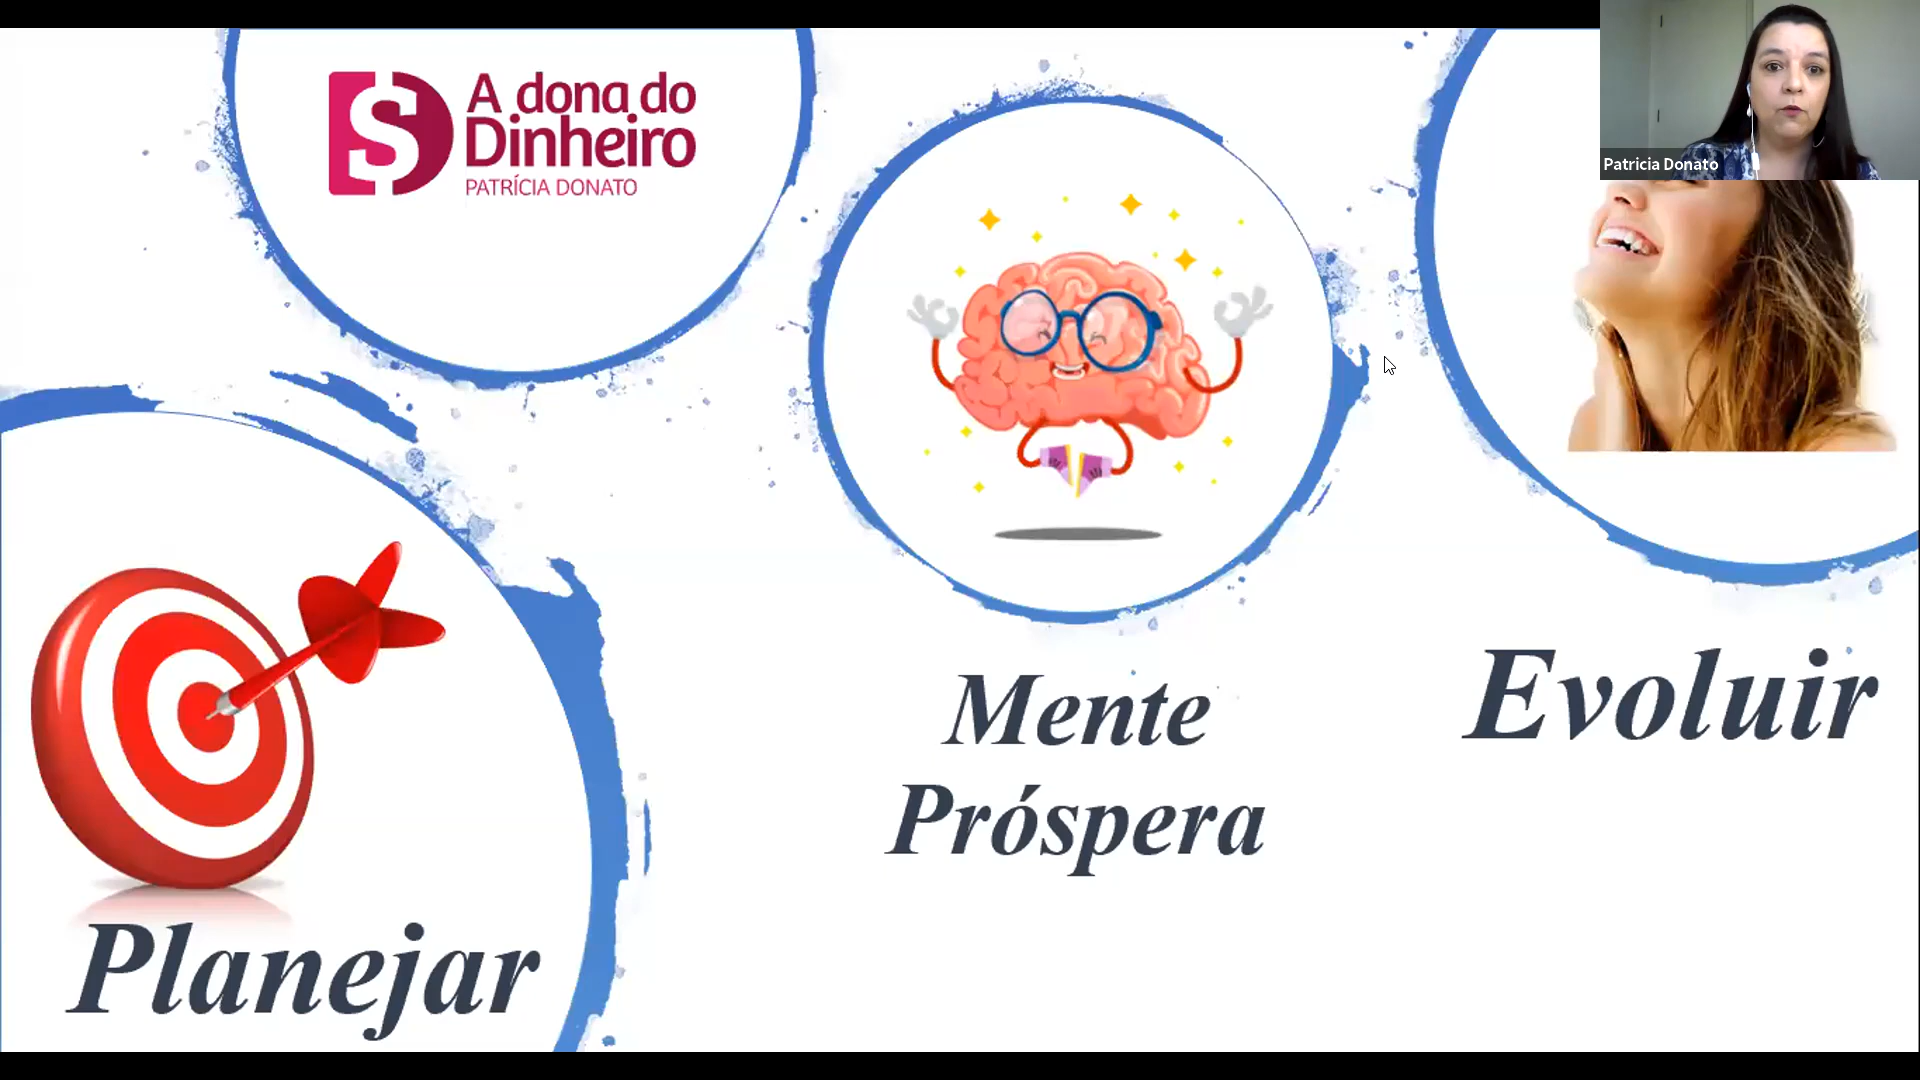 A dona do
Dinheiro
PATRÍCIA DONATO
Patricia Donato
Planejar
Mente
Próspera
Evoluir